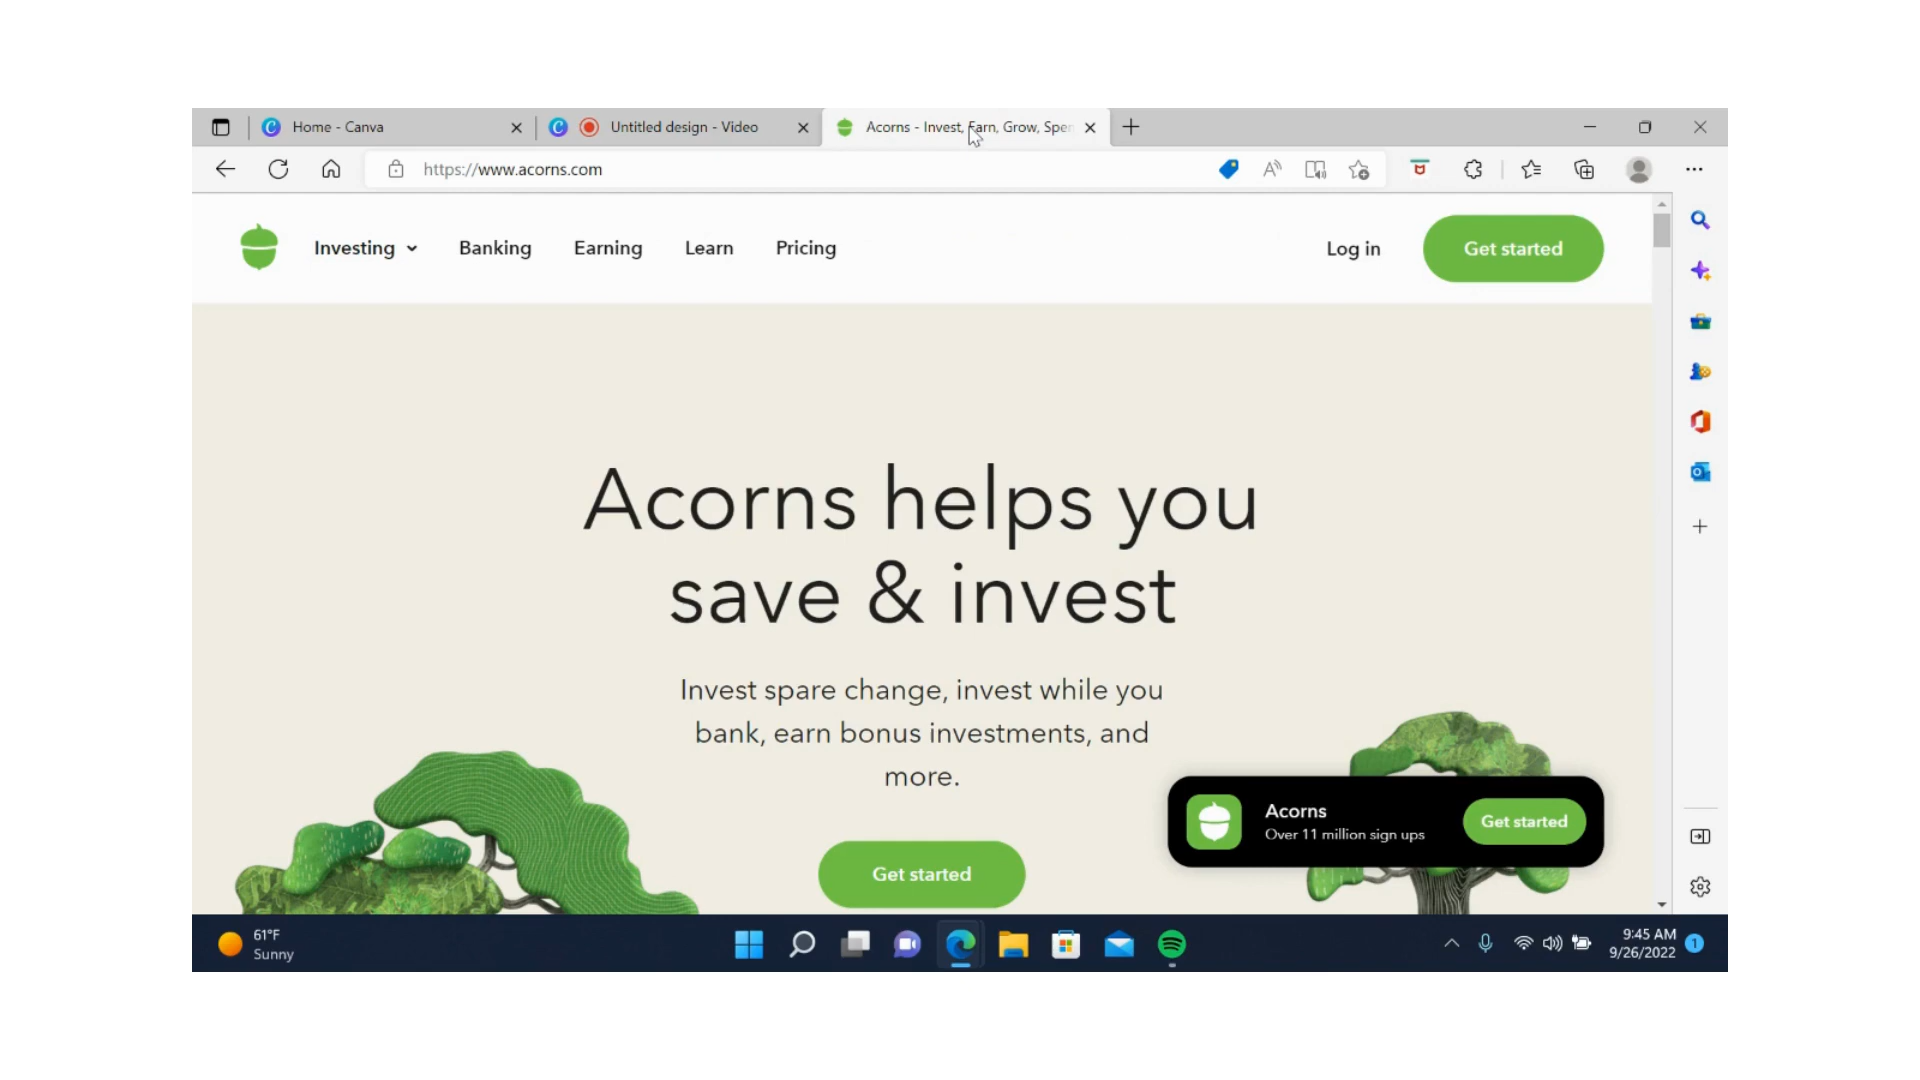 Home - Canva
Untitled design - Video
Acorns - Invest, Earn, Grow, Spen
https://www.acorns.com
Investing
Banking
Earning
Learn
Pricing
Log in
Get started
Acorns helps you
save & invest
Invest spare change, invest while you
bank, earn bonus investments, and
more.
Get started
Acorns
Over 11 million sign ups
Get started
61°F
Sunny
9:45 AM
9/26/2022
1